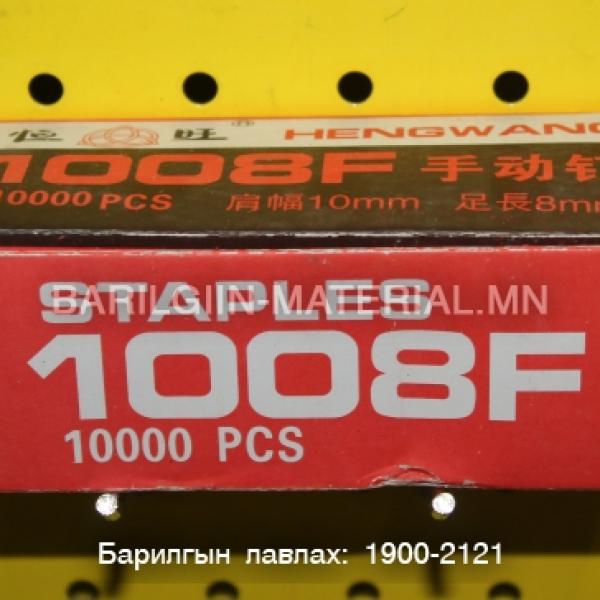 恒 旺 ® HENGWANG
1008F 手动钉
10000 PCS 肩幅10mm 足長8mm
STAPLES
BARILGIIN-MATERIAL.MN
1008F
10000 PCS
Барилгын лавлах: 1900-2121